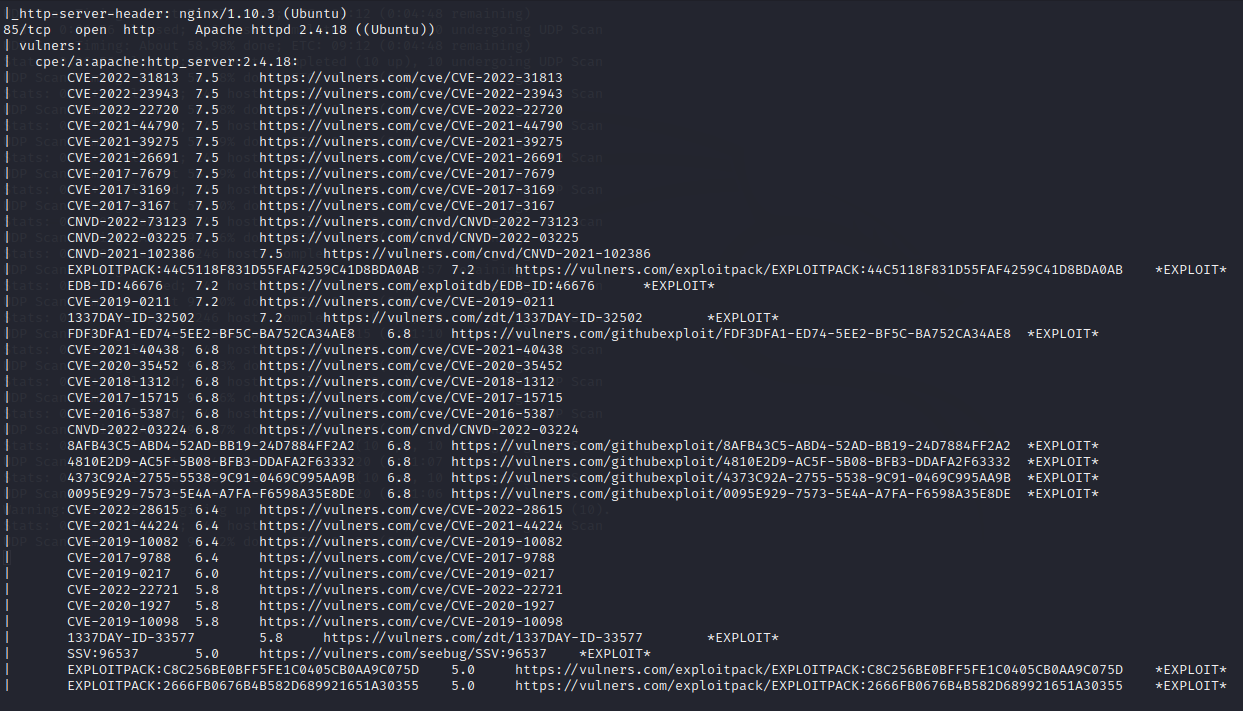 |_http-server-header: nginx/1.10.3 (Ubuntu)
85/tcp open http Apache httpd 2.4.18 ((Ubuntu))
| vulners:
| cpe:/a:apache:http_server:2.4.18:
| CVE-2022-31813 7.5 https://vulners.com/cve/CVE-2022-31813
| CVE-2022-23943 7.5 https://vulners.com/cve/CVE-2022-23943
| CVE-2022-22720 7.5 https://vulners.com/cve/CVE-2022-22720
| CVE-2021-44790 7.5 https://vulners.com/cve/CVE-2021-44790
| CVE-2021-39275 7.5 https://vulners.com/cve/CVE-2021-39275
| CVE-2021-26691 7.5 https://vulners.com/cve/CVE-2021-26691
| CVE-2017-7679 7.5 https://vulners.com/cve/CVE-2017-7679
| CVE-2017-3169 7.5 https://vulners.com/cve/CVE-2017-3169
| CVE-2017-3167 7.5 https://vulners.com/cve/CVE-2017-3167
| CNVD-2022-73123 7.5 https://vulners.com/cnvd/CNVD-2022-73123
| CNVD-2022-03225 7.5 https://vulners.com/cnvd/CNVD-2022-03225
| CNVD-2021-102386 7.5 https://vulners.com/cnvd/CNVD-2021-102386
| EXPLOITPACK:44C5118F831D55FAF4259C41D8BDA0AB 7.2 https://vulners.com/exploitpack/EXPLOITPACK:44C5118F831D55FAF4259C41D8BDA0AB *EXPLOIT*
| EDB-ID:46676 7.2 https://vulners.com/exploitdb/EDB-ID:46676 *EXPLOIT*
| CVE-2019-0211 7.2 https://vulners.com/cve/CVE-2019-0211
| 1337DAY-ID-32502 7.2 https://vulners.com/zdt/1337DAY-ID-32502 *EXPLOIT*
| FDF3DFA1-ED74-5EE2-BF5C-BA752CA34AE8 6.8 https://vulners.com/githubexploit/FDF3DFA1-ED74-5EE2-BF5C-BA752CA34AE8 *EXPLOIT*
| CVE-2021-40438 6.8 https://vulners.com/cve/CVE-2021-40438
| CVE-2020-35452 6.8 https://vulners.com/cve/CVE-2020-35452
| CVE-2018-1312 6.8 https://vulners.com/cve/CVE-2018-1312
| CVE-2017-15715 6.8 https://vulners.com/cve/CVE-2017-15715
| CVE-2016-5387 6.8 https://vulners.com/cve/CVE-2016-5387
| CNVD-2022-03224 6.8 https://vulners.com/cnvd/CNVD-2022-03224
| 8AFB43C5-ABD4-52AD-BB19-24D7884FF2A2 6.8 https://vulners.com/githubexploit/8AFB43C5-ABD4-52AD-BB19-24D7884FF2A2 *EXPLOIT*
| 4810E2D9-AC5F-5B08-BFB3-DDAFA2F63332 6.8 https://vulners.com/githubexploit/4810E2D9-AC5F-5B08-BFB3-DDAFA2F63332 *EXPLOIT*
| 4373C92A-2755-5538-9C91-0469C995AA9B 6.8 https://vulners.com/githubexploit/4373C92A-2755-5538-9C91-0469C995AA9B *EXPLOIT*
| 0095E929-7573-5E4A-A7FA-F6598A35E8DE 6.8 https://vulners.com/githubexploit/0095E929-7573-5E4A-A7FA-F6598A35E8DE *EXPLOIT*
| CVE-2022-28615 6.4 https://vulners.com/cve/CVE-2022-28615
| CVE-2021-44224 6.4 https://vulners.com/cve/CVE-2021-44224
| CVE-2019-10082 6.4 https://vulners.com/cve/CVE-2019-10082
| CVE-2017-9788 6.4 https://vulners.com/cve/CVE-2017-9788
| CVE-2019-0217 6.0 https://vulners.com/cve/CVE-2019-0217
| CVE-2022-22721 5.8 https://vulners.com/cve/CVE-2022-22721
| CVE-2020-1927 5.8 https://vulners.com/cve/CVE-2020-1927
| CVE-2019-10098 5.8 https://vulners.com/cve/CVE-2019-10098
| 1337DAY-ID-33577 5.8 https://vulners.com/zdt/1337DAY-ID-33577 *EXPLOIT*
| SSV:96537 5.0 https://vulners.com/seebug/SSV:96537 *EXPLOIT*
| EXPLOITPACK:C8C256BE0BFF5FE1C0405CB0AA9C075D 5.0 https://vulners.com/exploitpack/EXPLOITPACK:C8C256BE0BFF5FE1C0405CB0AA9C075D *EXPLOIT*
| EXPLOITPACK:2666FB0676B4B582D689921651A30355 5.0 https://vulners.com/exploitpack/EXPLOITPACK:2666FB0676B4B582D689921651A30355 *EXPLOIT*